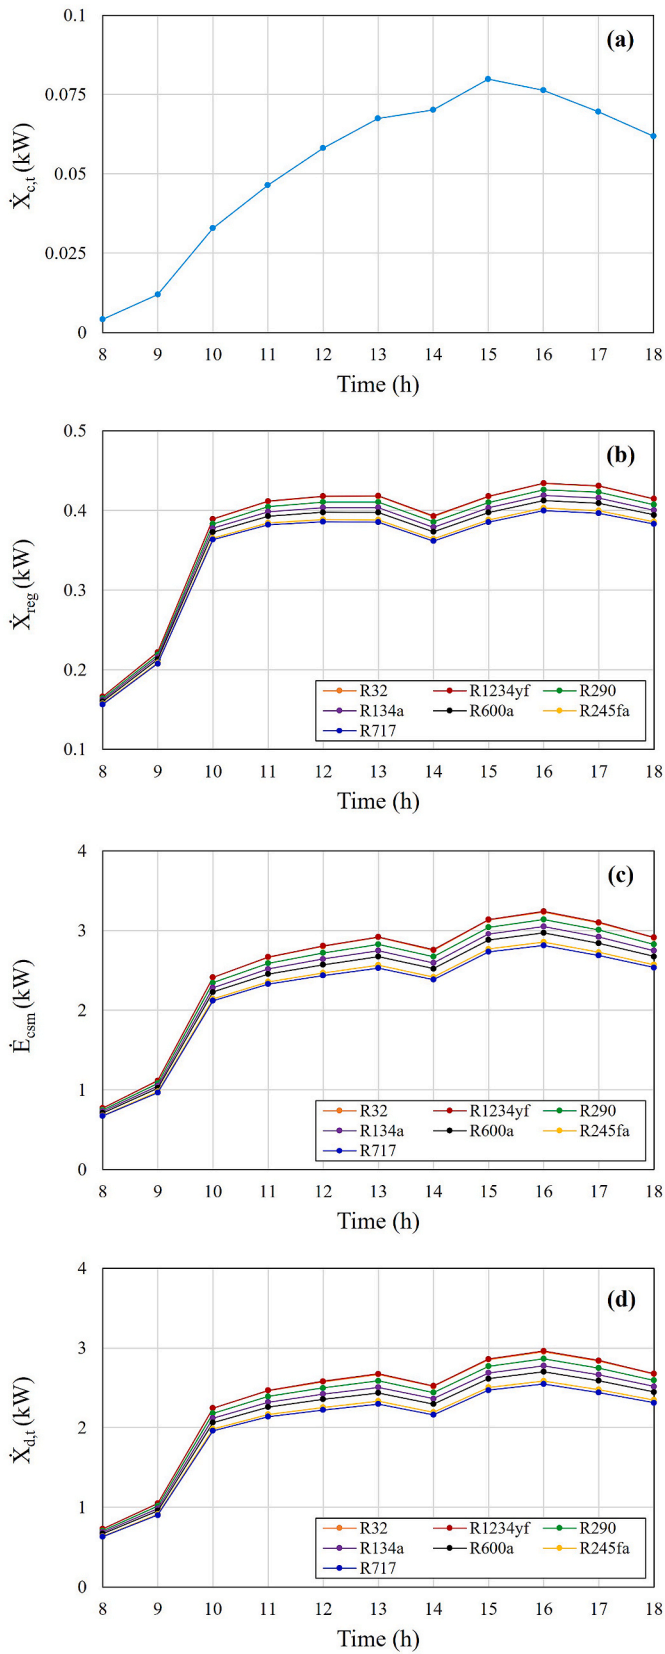 (a)
0.1
0.075
0.05
0.025
0
Ẋc,t (kW)
8 9 10 11 12 13 14 15 16 17 18
Time (h)
(b)
0.5
0.4
0.3
0.2
0.1
Ẋreg (kW)
R32 R1234yf R290
R134a R600a R245fa
R717
8 9 10 11 12 13 14 15 16 17 18
Time (h)
(c)
4
3
2
1
0
Ėcsm (kW)
R32 R1234yf R290
R134a R600a R245fa
R717
8 9 10 11 12 13 14 15 16 17 18
Time (h)
(d)
4
3
2
1
0
Ẋd,t (kW)
R32 R1234yf R290
R134a R600a R245fa
R717
8 9 10 11 12 13 14 15 16 17 18
Time (h)